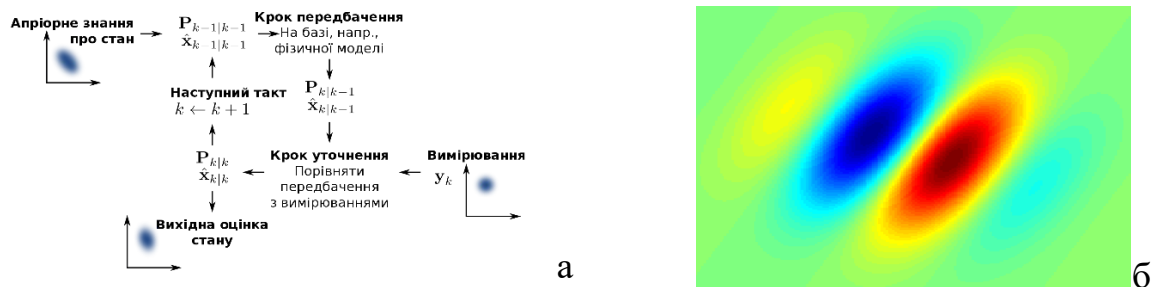 Апріорне знання
про стан
P_{k−1|k−1}
x̂_{k−1|k−1}
Крок передбачення
На базі, напр.,
фізичної моделі
P_{k|k−1}
x̂_{k|k−1}
Наступний такт
k ← k + 1
P_{k|k}
x̂_{k|k}
Крок уточнення
Порівняти
передбачення
з вимірюваннями
Вимірювання
y_k
Вихідна оцінка
стану
а
б